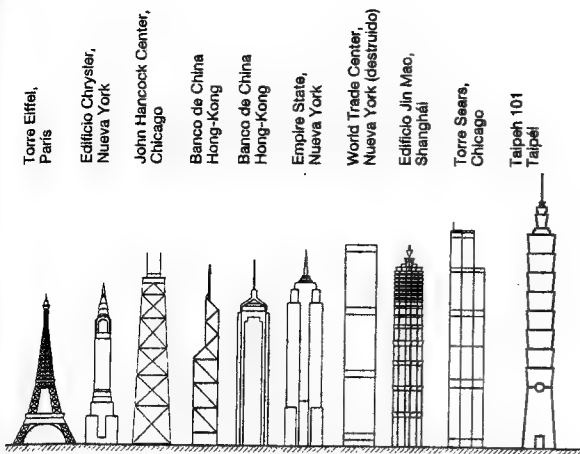 Torre Eiffel,
París
Edificio Chrysler,
Nueva York
John Hancock Center,
Chicago
Banco de China
Hong-Kong
Banco de China
Hong-Kong
Empire State,
Nueva York
World Trade Center,
Nueva York (destruido)
Edificio Jin Mao,
Shanghái
Torre Sears,
Chicago
Taipeh 101
Taipéi